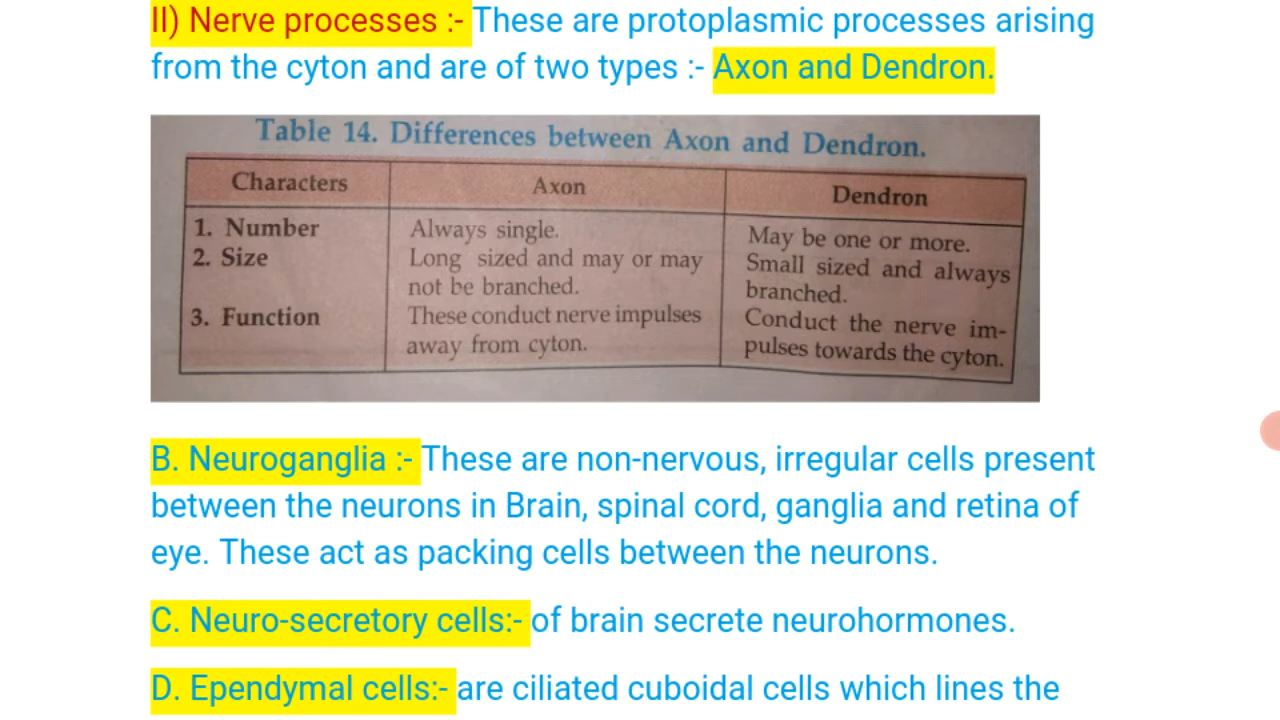 II) Nerve processes :- These are protoplasmic processes arising
from the cyton and are of two types :- Axon and Dendron.
Table 14. Differences between Axon and Dendron.
Characters Axon Dendron
1. Number Always single. May be one or more.
2. Size Long sized and may or may Small sized and always
not be branched. branched.
3. Function These conduct nerve impulses Conduct the nerve im-
away from cyton. pulses towards the cyton.
B. Neuroganglia :- These are non-nervous, irregular cells present
between the neurons in Brain, spinal cord, ganglia and retina of
eye. These act as packing cells between the neurons.
C. Neuro-secretory cells:- of brain secrete neurohormones.
D. Ependymal cells:- are ciliated cuboidal cells which lines the